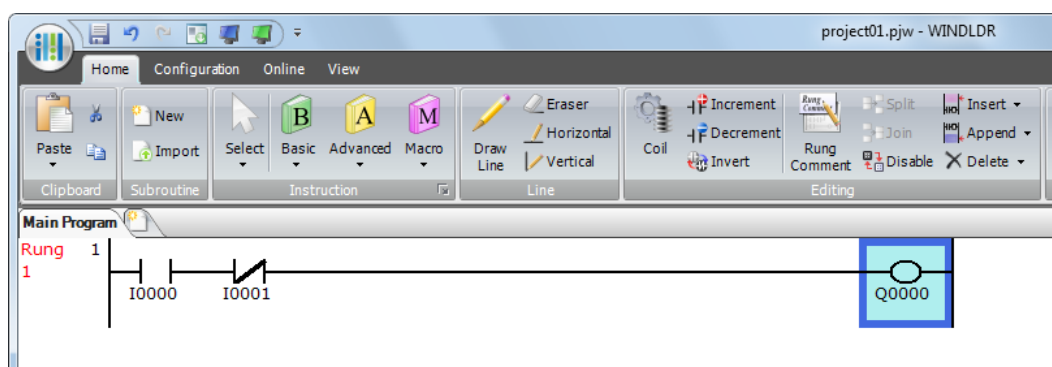 project01.pjw - WINDLDR
Home Configuration Online View
New
Import
Paste
Select Basic Advanced Macro
B A M
Draw Line
Eraser
Horizontal
Vertical
Coil
Increment
Decrement
Invert
Rung Comment
Split
Join
Disable
Insert
Append
Delete
Clipboard Subroutine Instruction Line Editing
Main Program
Rung 1
1
I0000 I0001 Q0000